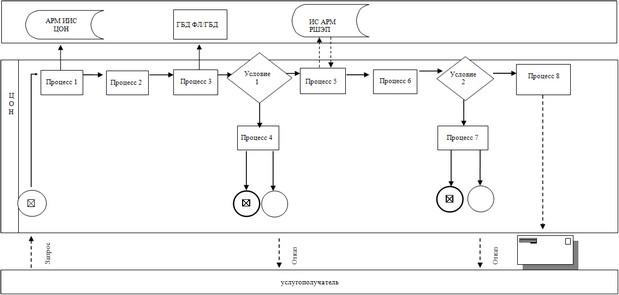 АРМ ИИС
ЦОН
ГБД ФЛ/ГБД
ИС АРМ
РШЭП
Ц
О
Н
Процесс 1
Процесс 2
Процесс 3
Условие
1
Процесс 5
Процесс 6
Условие
2
Процесс 8
Процесс 4
Процесс 7
Запрос
Отказ
Отказ
услугополучатель